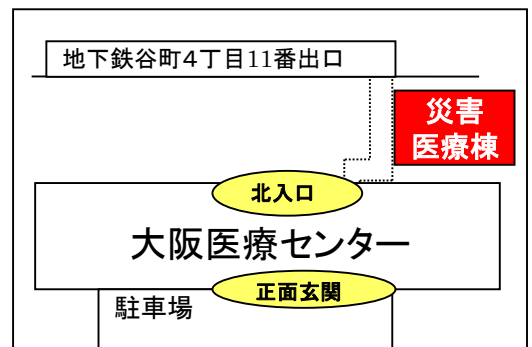 地下鉄谷町４丁目11番出口
災害
医療棟
北入口
大阪医療センター
正面玄関
駐車場